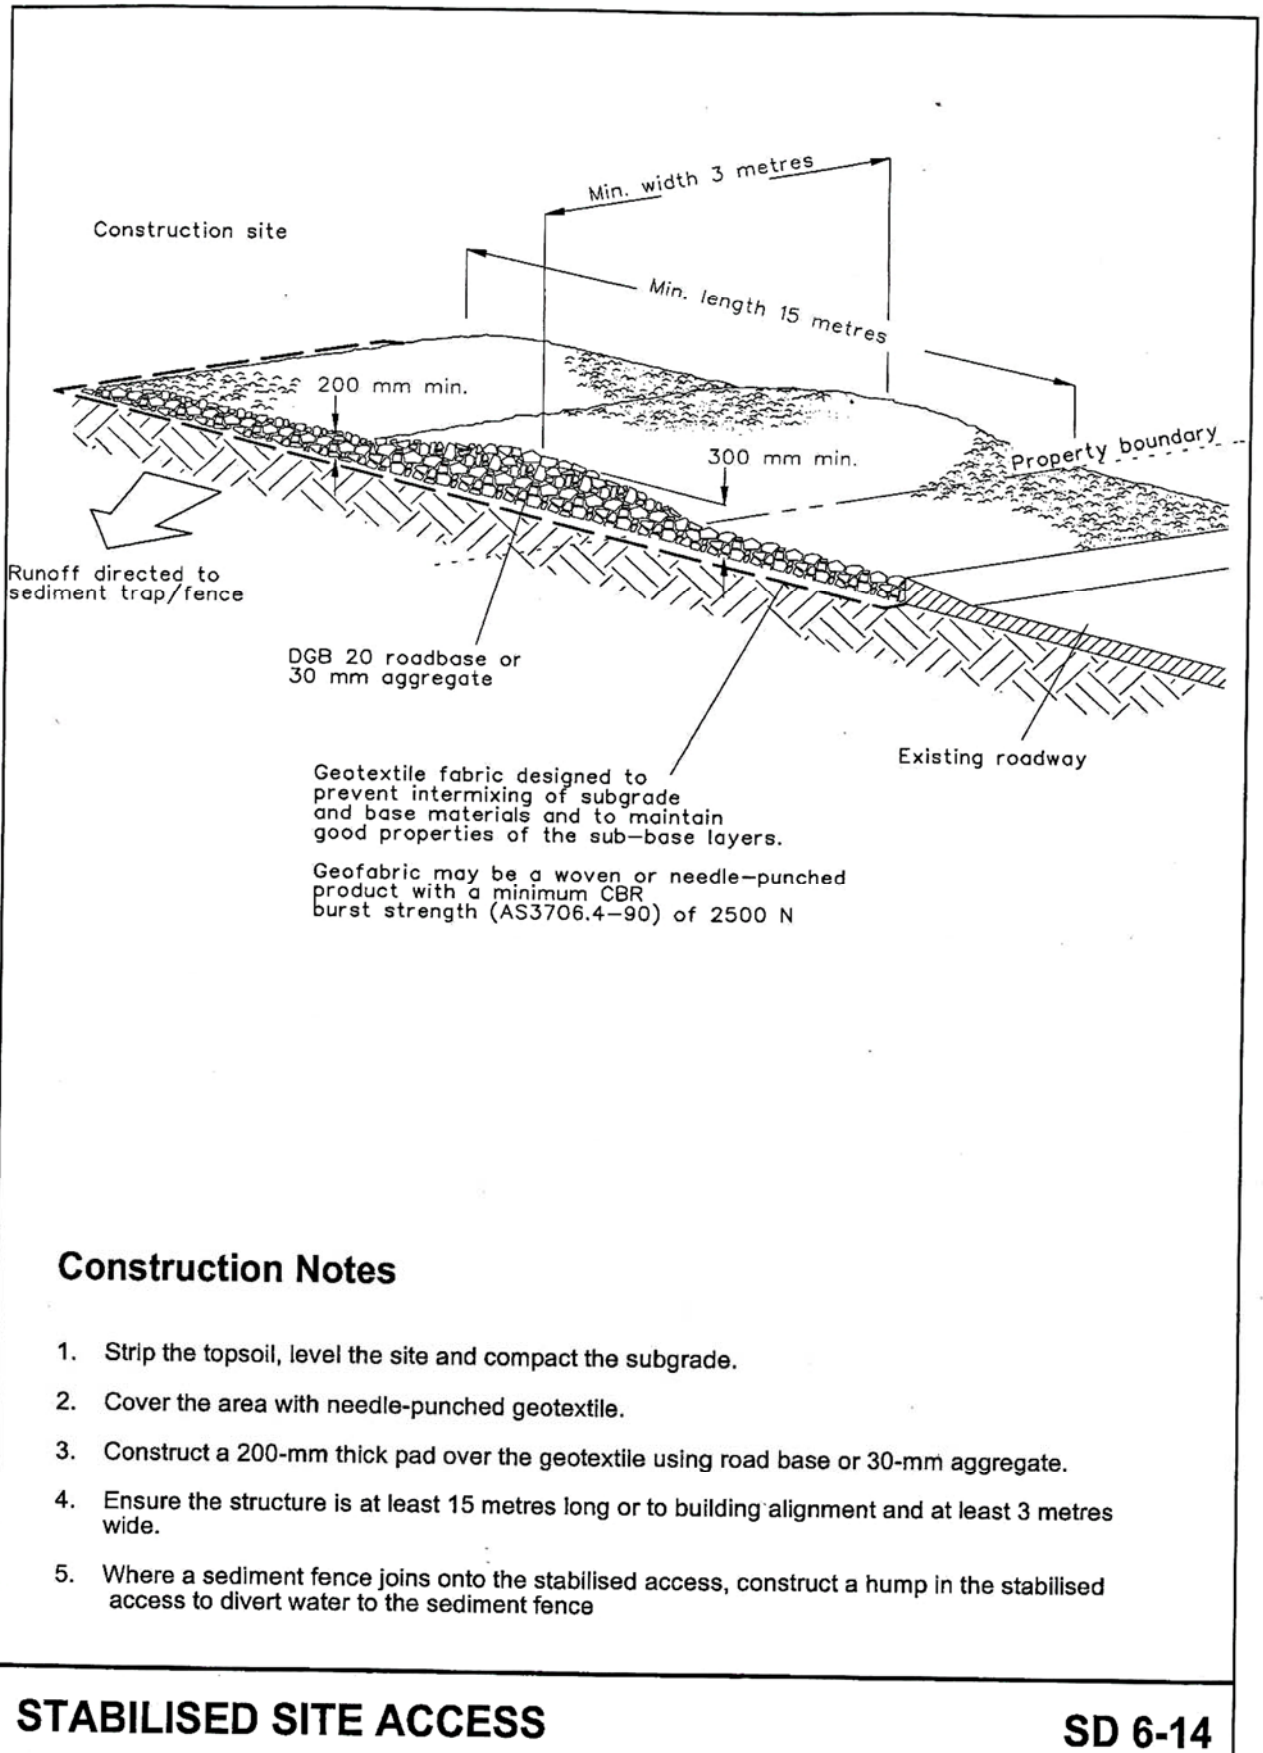 Min. width 3 metres
Construction site
Min. length 15 metres
200 mm min.
Property boundary
300 mm min.
Runoff directed to
sediment trap/fence
DGB 20 roadbase or
30 mm aggregate
Existing roadway
Geotextile fabric designed to
prevent intermixing of subgrade
and base materials and to maintain
good properties of the sub-base layers.
Geofabric may be a woven or needle-punched
product with a minimum CBR
burst strength (AS3706.4-90) of 2500 N
Construction Notes
1. Strip the topsoil, level the site and compact the subgrade.
2. Cover the area with needle-punched geotextile.
3. Construct a 200-mm thick pad over the geotextile using road base or 30-mm aggregate.
4. Ensure the structure is at least 15 metres long or to building alignment and at least 3 metres
wide.
5. Where a sediment fence joins onto the stabilised access, construct a hump in the stabilised
access to divert water to the sediment fence
STABILISED SITE ACCESS
SD 6-14